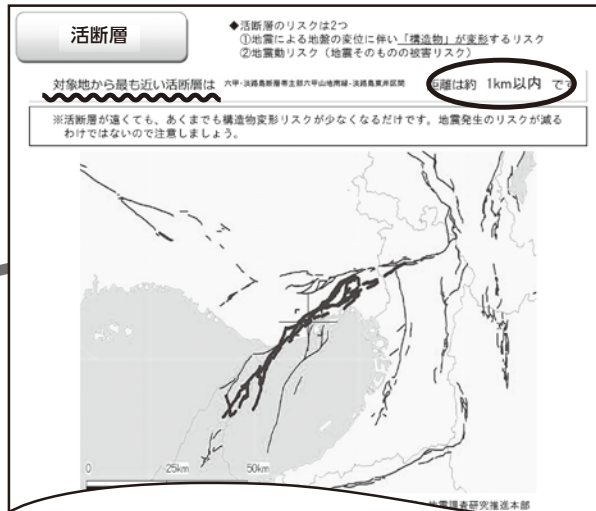 活断層
◆活断層のリスクは2つ
①地震による地盤の変位に伴い「構造物」が変形するリスク
②地震動リスク(地震そのものの被害リスク)
対象地から最も近い活断層は 六甲・淡路島断層帯主部六甲山地南縁-淡路島東岸区間 距離は約 1km以内 です
※活断層が遠くても、あくまでも構造物変形リスクが少なくなるだけです。地震発生のリスクが減る
わけではないので注意しましょう。
0 25km 50km
地震調査研究推進本部